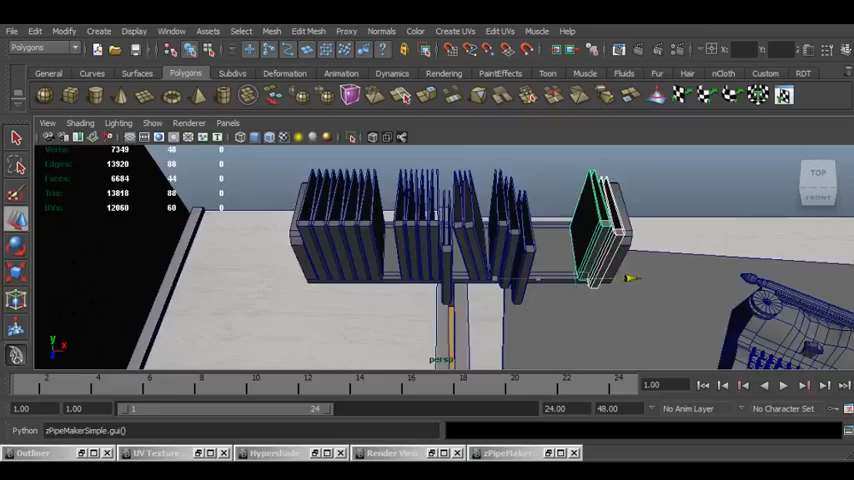 File Edit Modify Create Display Window Assets Select Mesh Edit Mesh Proxy Normals Color Create UVs Edit UVs Muscle Help
Polygons X: Y:
General Curves Surfaces Polygons Subdivs Deformation Animation Dynamics Rendering PaintEffects Toon Muscle Fluids Fur Hair nCloth Custom RDT
View Shading Lighting Show Renderer Panels
Verts: 7349 48 0
Edges: 13920 88 0
Faces: 6684 44 0
Tris: 13818 88 0
UVs: 12060 60 0
TOP
FRONT
y
x
persp
2 4 6 8 10 12 14 16 18 20 22 24 1.00
1.00 1.00 1 24 24.00 48.00 No Anim Layer No Character Set
Python zPipeMakerSimple.gui()
Outliner UV Texture Hypershade Render View zPipeMaker